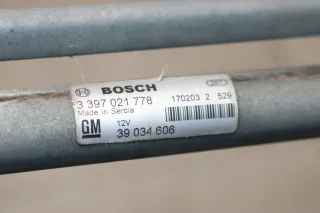 BOSCH
3 397 021 778
Made in Serbia
170203 2 529
GM
12V
39 034 606